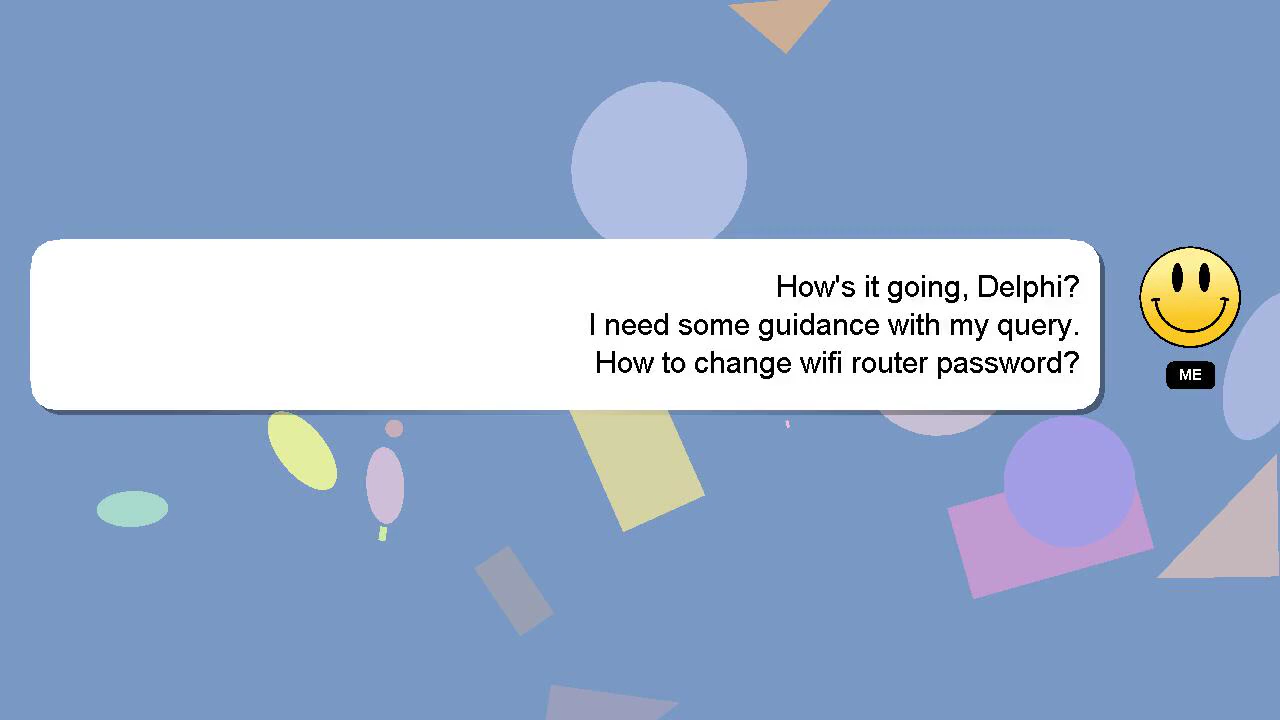 How's it going, Delphi?
I need some guidance with my query.
How to change wifi router password?
ME